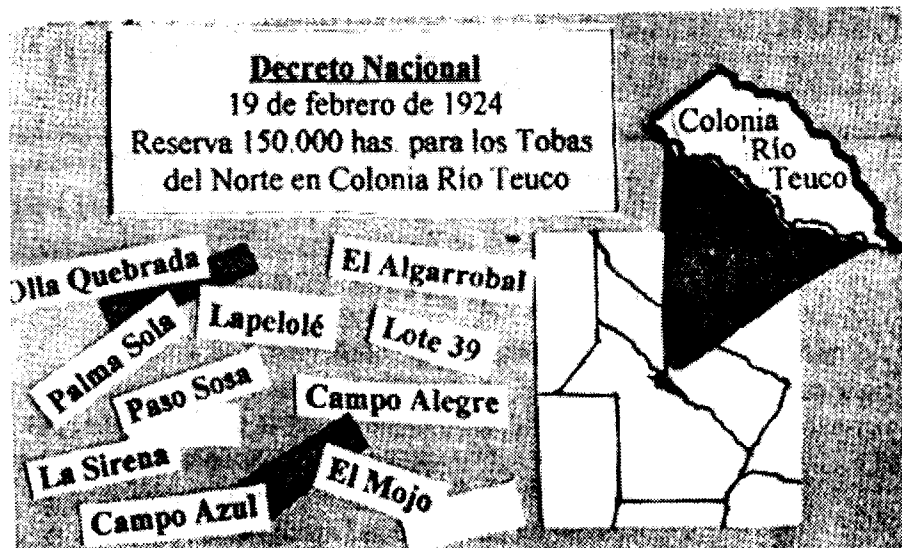 Decreto Nacional
19 de febrero de 1924
Reserva 150.000 has. para los Tobas
del Norte en Colonia Río Teuco
Colonia
Río
Teuco
Olla Quebrada
El Algarrobal
Palma Sola
Lapelolé
Lote 39
Paso Sosa
Campo Alegre
La Sirena
El Mojo
Campo Azul